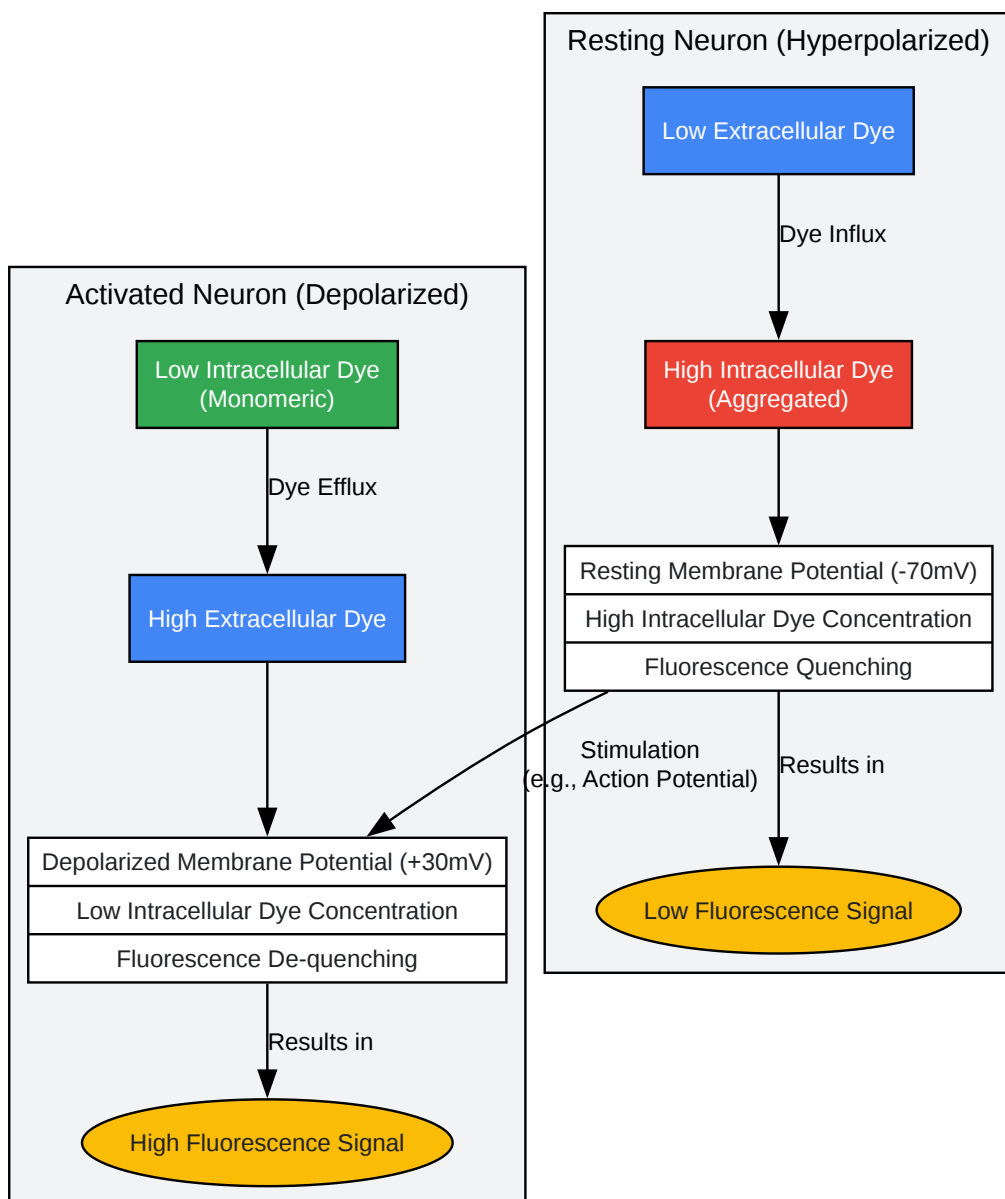 Resting Neuron (Hyperpolarized)
Low Extracellular Dye
Dye Influx
High Intracellular Dye
(Aggregated)
Resting Membrane Potential (-70mV)
High Intracellular Dye Concentration
Fluorescence Quenching
Stimulation
(e.g., Action Potential)
Results in
Low Fluorescence Signal
Activated Neuron (Depolarized)
Low Intracellular Dye
(Monomeric)
Dye Efflux
High Extracellular Dye
Depolarized Membrane Potential (+30mV)
Low Intracellular Dye Concentration
Fluorescence De-quenching
Results in
High Fluorescence Signal